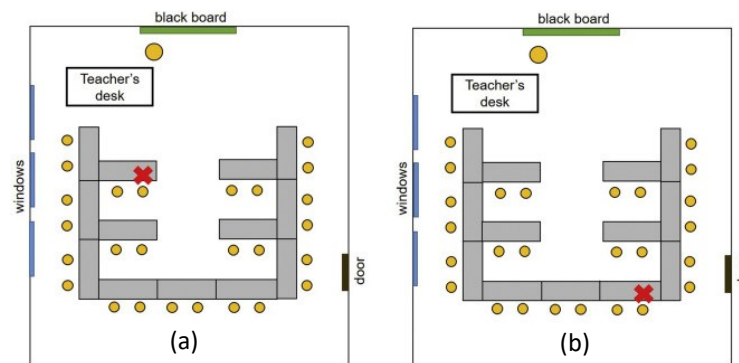 black board
Teacher's
desk
windows
door
(a)
black board
Teacher's
desk
windows
(b)